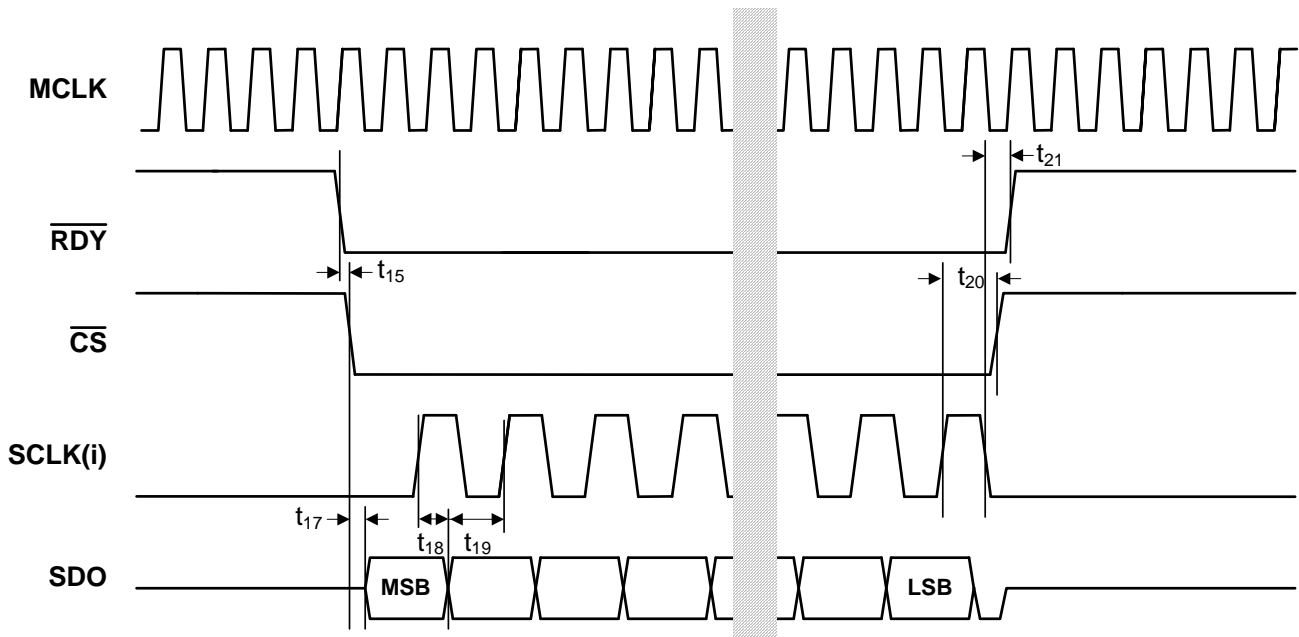 MCLK
t21
RDY
t15
t20
CS
SCLK(i)
t17
t18
t19
SDO
MSB
LSB